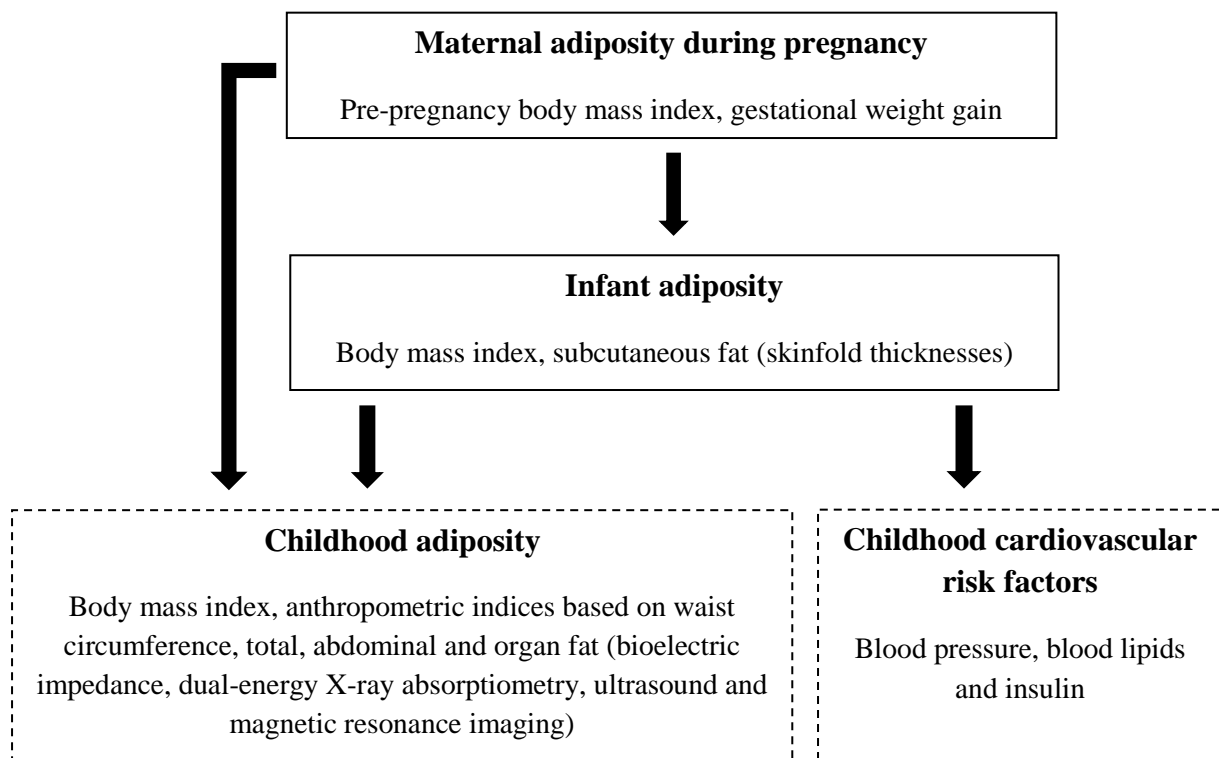 Maternal adiposity during pregnancy
Pre-pregnancy body mass index, gestational weight gain
Infant adiposity
Body mass index, subcutaneous fat (skinfold thicknesses)
Childhood adiposity
Body mass index, anthropometric indices based on waist
circumference, total, abdominal and organ fat (bioelectric
impedance, dual-energy X-ray absorptiometry, ultrasound and
magnetic resonance imaging)
Childhood cardiovascular
risk factors
Blood pressure, blood lipids
and insulin